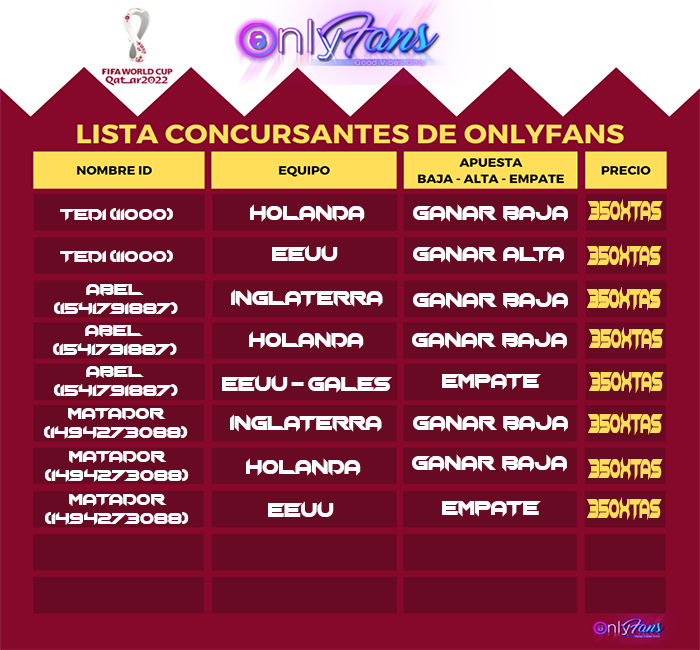 FIFA WORLD CUP
Qatar2022
OnlyFans
Good Vibes Only
LISTA CONCURSANTES DE ONLYFANS
NOMBRE ID
EQUIPO
APUESTA
BAJA - ALTA - EMPATE
PRECIO
TEDI (11000)
HOLANDA
GANAR BAJA
350XTAS
TEDI (11000)
EEUU
GANAR ALTA
350XTAS
ABEL
(1541791887)
INGLATERRA
GANAR BAJA
350XTAS
ABEL
(1541791887)
HOLANDA
GANAR BAJA
350XTAS
ABEL
(1541791887)
EEUU - GALES
EMPATE
350XTAS
MATADOR
(1494273088)
INGLATERRA
GANAR BAJA
350XTAS
MATADOR
(1494273088)
HOLANDA
GANAR BAJA
350XTAS
MATADOR
(1494273088)
EEUU
EMPATE
350XTAS
OnlyFans